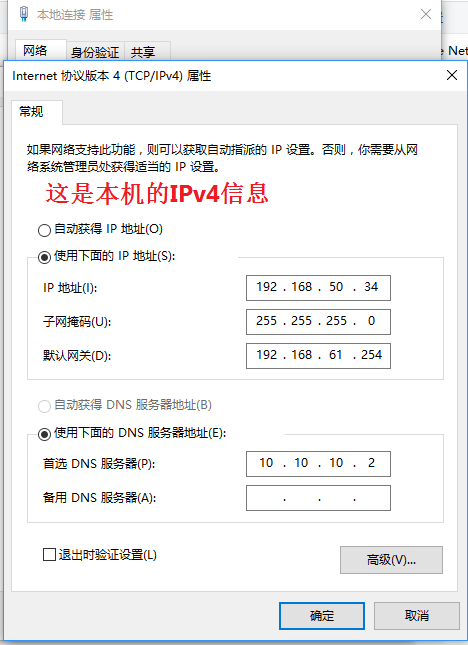 本地连接 属性
网络
身份验证
共享
e Net
Internet 协议版本 4 (TCP/IPv4) 属性
常规
如果网络支持此功能，则可以获取自动指派的 IP 设置。否则，你需要从网
络系统管理员处获得适当的 IP 设置。
这是本机的IPv4信息
自动获得 IP 地址(O)
使用下面的 IP 地址(S):
IP 地址(I): 192 . 168 . 50 . 34
子网掩码(U): 255 . 255 . 255 . 0
默认网关(D): 192 . 168 . 61 . 254
自动获得 DNS 服务器地址(B)
使用下面的 DNS 服务器地址(E):
首选 DNS 服务器(P): 10 . 10 . 10 . 2
备用 DNS 服务器(A): . . .
退出时验证设置(L)
高级(V)...
确定
取消